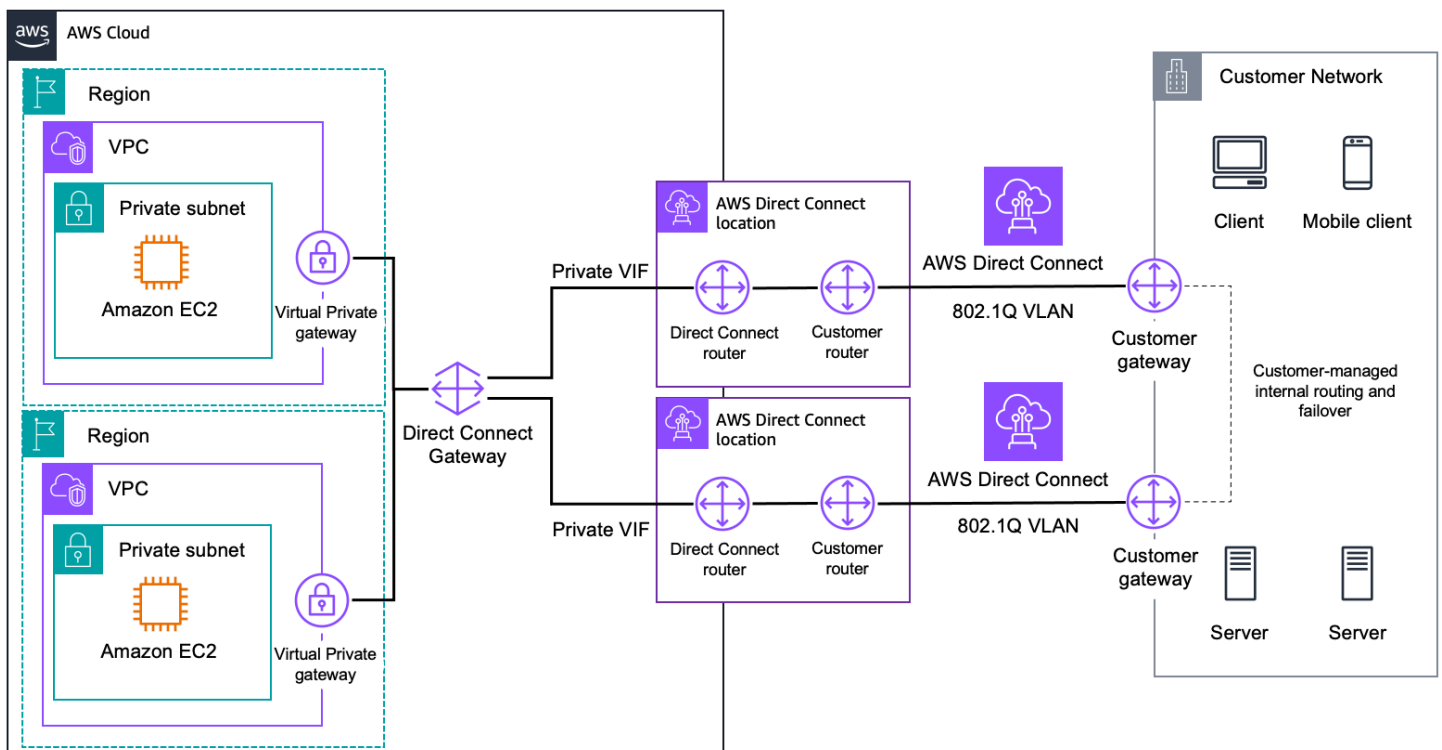 aws
AWS Cloud
Region
VPC
Private subnet
Amazon EC2
Virtual Private
gateway
Region
VPC
Private subnet
Amazon EC2
Virtual Private
gateway
Direct Connect
Gateway
Private VIF
Private VIF
AWS Direct Connect
location
Direct Connect
router
Customer
router
AWS Direct Connect
location
Direct Connect
router
Customer
router
AWS Direct Connect
802.1Q VLAN
AWS Direct Connect
802.1Q VLAN
Customer Network
Client
Mobile client
Customer
gateway
Customer-managed
internal routing and
failover
Customer
gateway
Server
Server